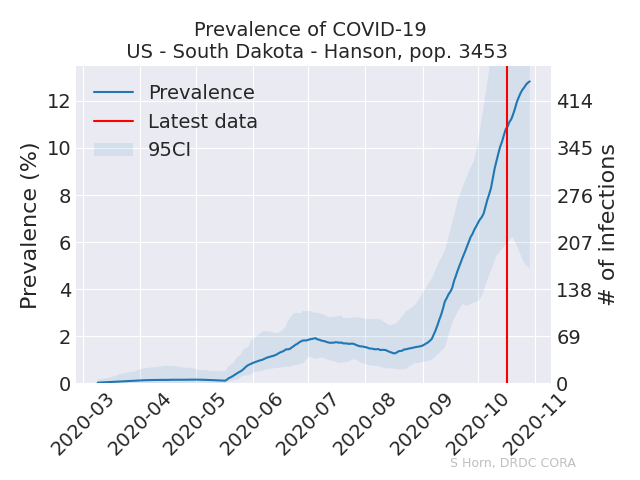 Prevalence of COVID-19
US - South Dakota - Hanson, pop. 3453
Prevalence
Latest data
95CI
Prevalence (%)
12
10
8
6
4
2
0
414
345
276
207
138
69
0
# of infections
2020-03
2020-04
2020-05
2020-06
2020-07
2020-08
2020-09
2020-10
2020-11
S Horn, DRDC CORA